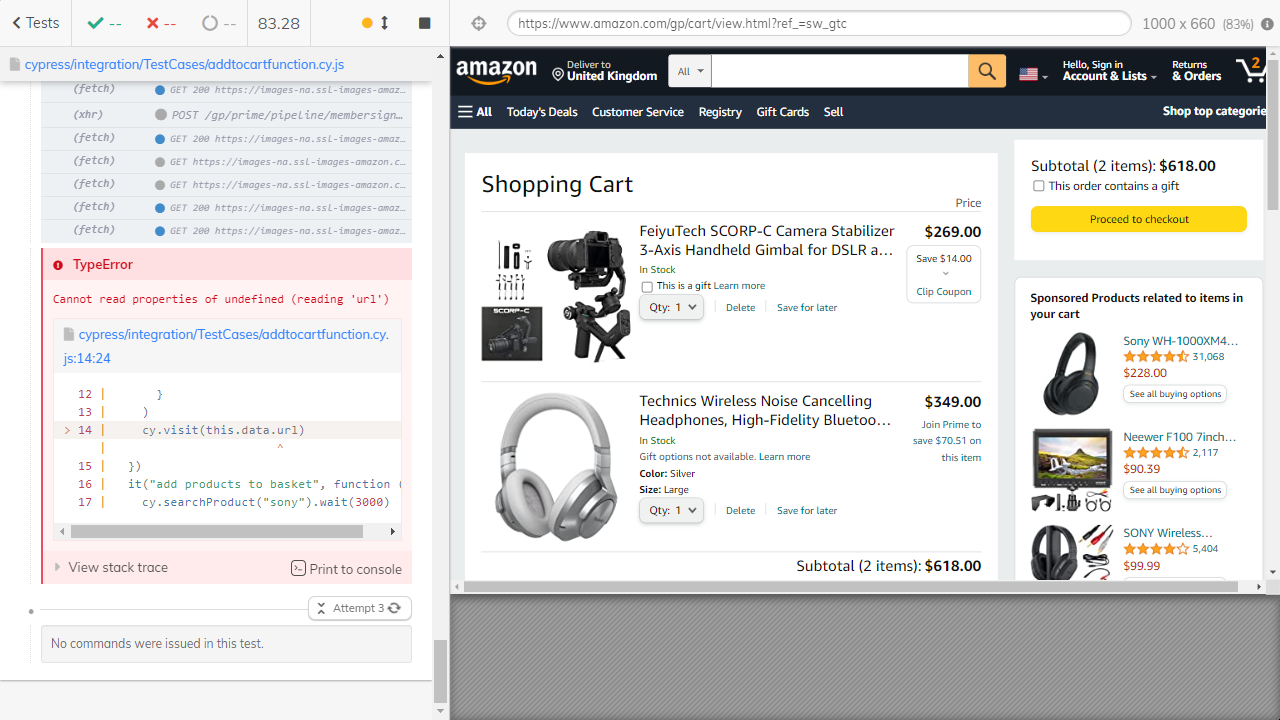 Tests
--
--
--
83.28
https://www.amazon.com/gp/cart/view.html?ref_=sw_gtc
1000 x 660 (83%)
cypress/integration/TestCases/addtocartfunction.cy.js
(fetch) GET 200 https://images-na.ssl-images-amaz...
(xhr) POST /gp/prime/pipeline/membersign...
(fetch) GET 200 https://images-na.ssl-images-amaz...
(fetch) GET https://images-na.ssl-images-amazon.c...
(fetch) GET https://images-na.ssl-images-amazon.c...
(fetch) GET 200 https://images-na.ssl-images-amaz...
(fetch) GET 200 https://images-na.ssl-images-amaz...
TypeError
Cannot read properties of undefined (reading 'url')
cypress/integration/TestCases/addtocartfunction.cy.
js:14:24
12 | }
13 | )
> 14 | cy.visit(this.data.url)
| ^
15 | })
16 | it("add products to basket", function
17 | cy.searchProduct("sony").wait(3000)
View stack trace
Print to console
Attempt 3
No commands were issued in this test.
amazon
Deliver to
United Kingdom
All
Hello, Sign in
Account & Lists
Returns
& Orders
2
All
Today's Deals
Customer Service
Registry
Gift Cards
Sell
Shop top categorie
Shopping Cart
Price
SCORP-C
FeiyuTech SCORP-C Camera Stabilizer
3-Axis Handheld Gimbal for DSLR a...
In Stock
This is a gift Learn more
Qty: 1
Delete
Save for later
$269.00
Save $14.00
Clip Coupon
Technics Wireless Noise Cancelling
Headphones, High-Fidelity Bluetoo...
In Stock
Gift options not available. Learn more
Color: Silver
Size: Large
Qty: 1
Delete
Save for later
$349.00
Join Prime to
save $70.51 on
this item
Subtotal (2 items): $618.00
Subtotal (2 items): $618.00
This order contains a gift
Proceed to checkout
Sponsored Products related to items in
your cart
Sony WH-1000XM4...
31,068
$228.00
See all buying options
Neewer F100 7inch...
2,117
$90.39
See all buying options
SONY Wireless...
5,404
$99.99